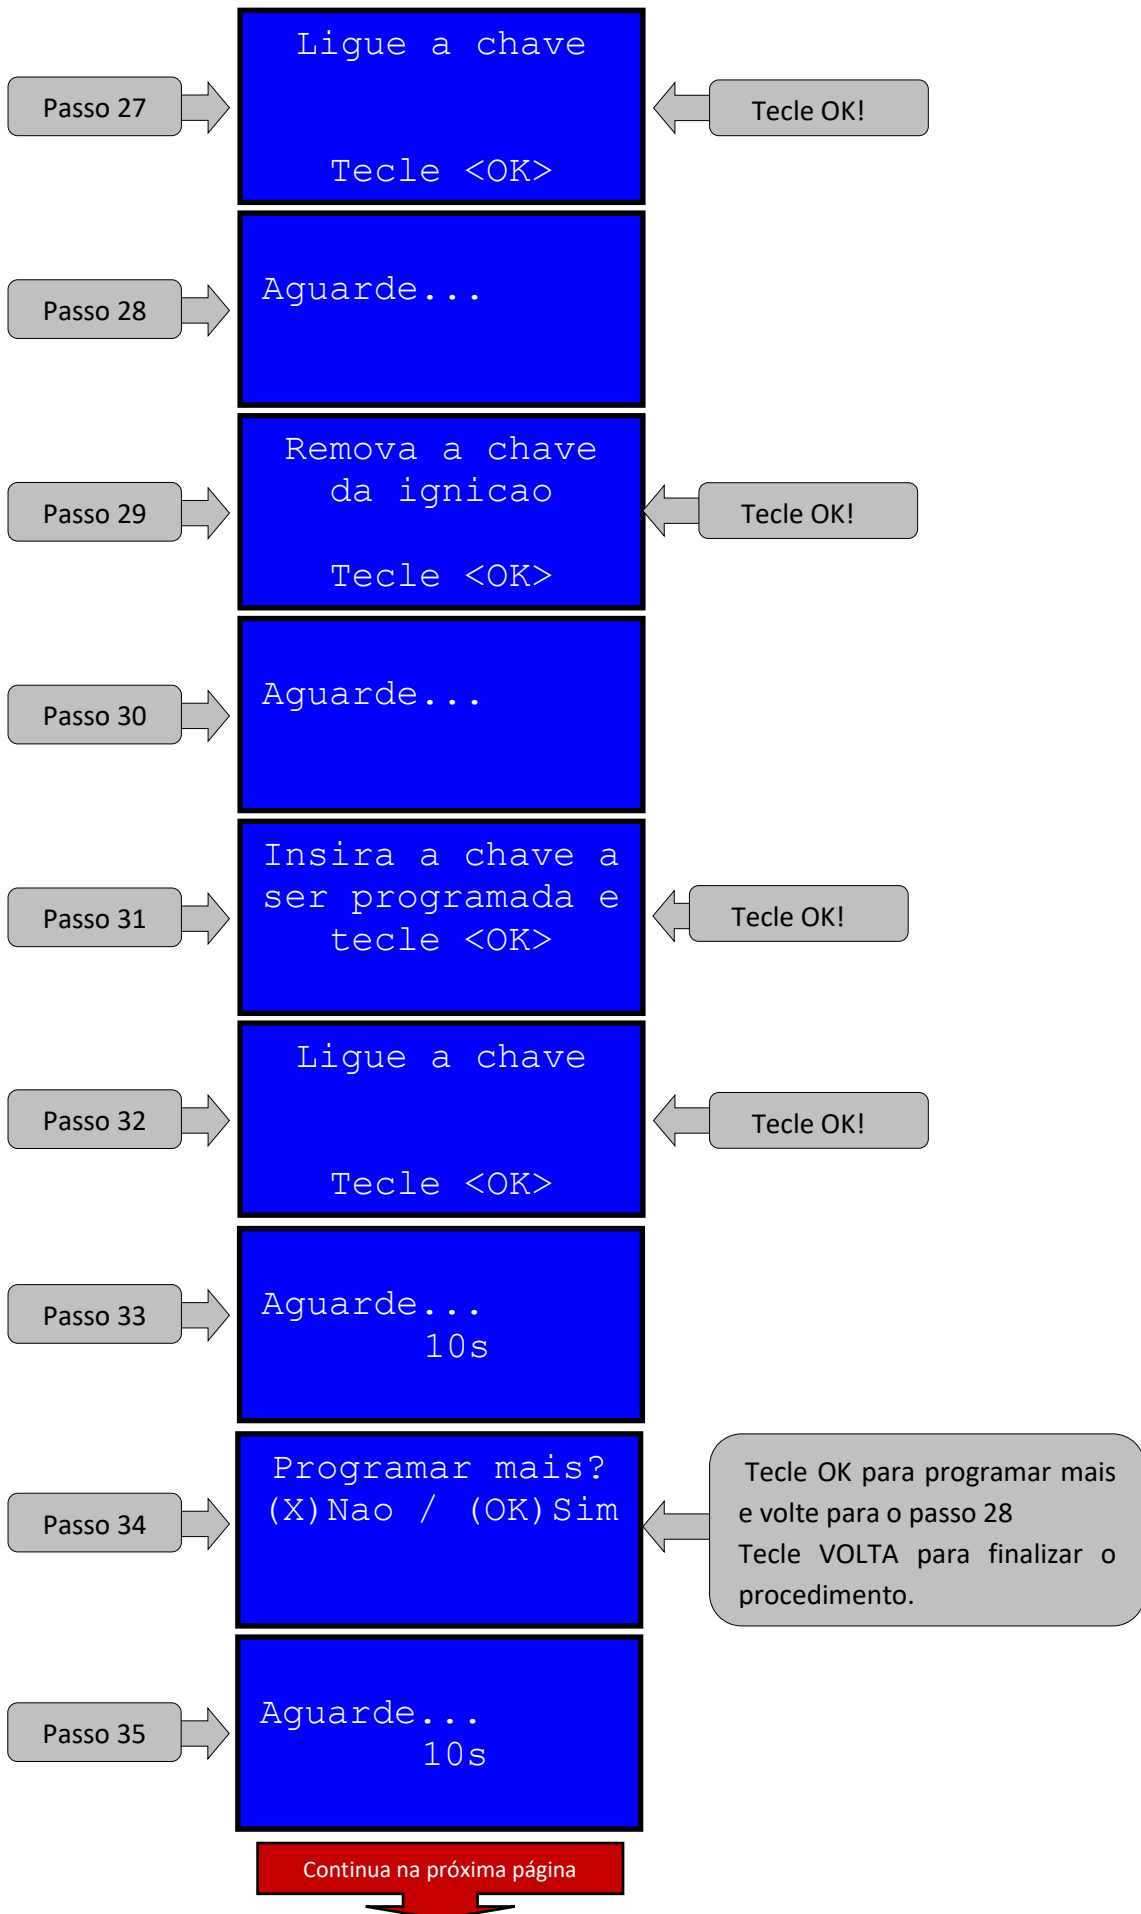 Ligue a chave
Passo 27
Tecle OK!
Tecle <OK>
Aguarde...
Passo 28
Remova a chave
da ignicao
Passo 29
Tecle OK!
Tecle <OK>
Aguarde...
Passo 30
Insira a chave a
ser programada e
tecle <OK>
Passo 31
Tecle OK!
Ligue a chave
Passo 32
Tecle OK!
Tecle <OK>
Aguarde...
10s
Passo 33
Programar mais?
(X)Nao / (OK)Sim
Passo 34
Tecle OK para programar mais
e volte para o passo 28
Tecle VOLTA para finalizar o
procedimento.
Aguarde...
10s
Passo 35
Continua na próxima página